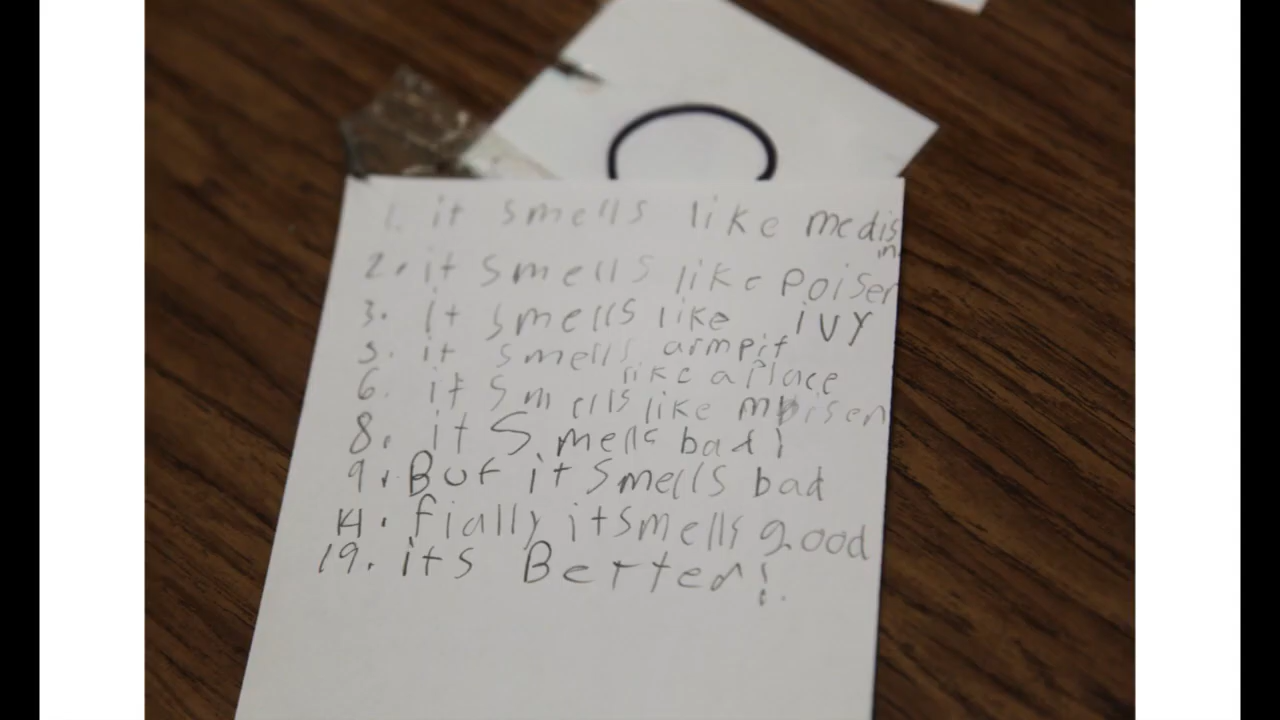 1. it smells like medis
in
2. it smells like poisen
3. it smells like ivy
5. it smells armpit
like a place
6. it smells like
8. it smells bad!
9. But it smells bad
14. fially it smells good
19. its Better!